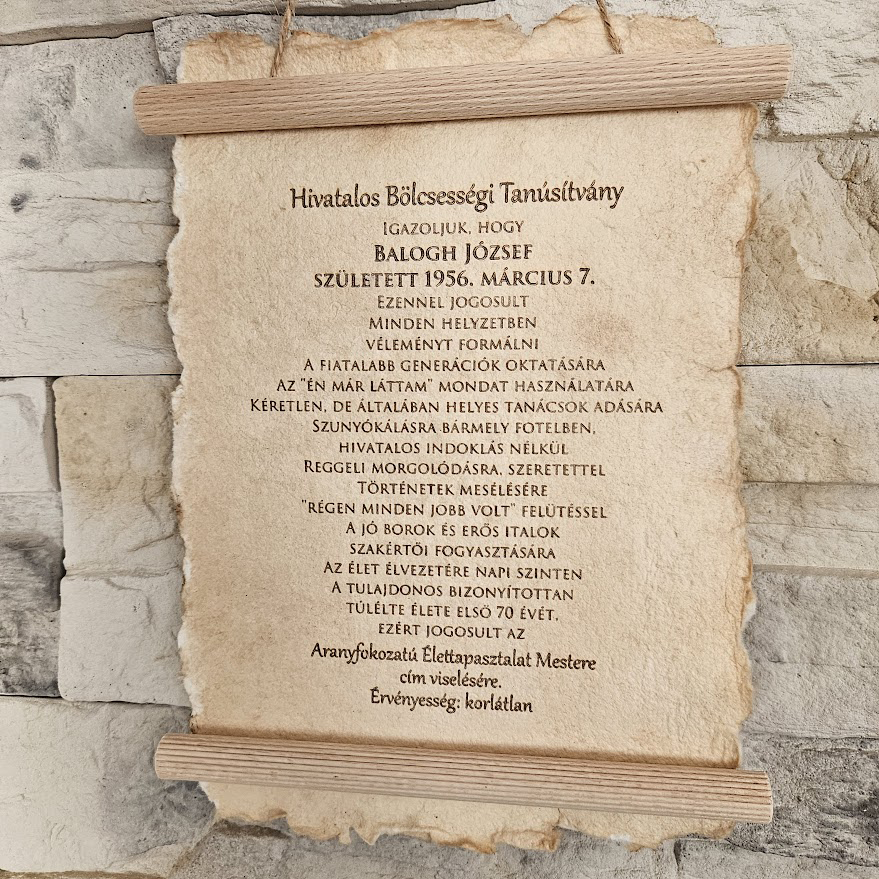 Hivatalos Bölcsességi Tanúsítvány
Igazoljuk, hogy
Balogh József
született 1956. március 7.
Ezennel jogosult
Minden helyzetben
véleményt formálni
A fiatalabb generációk oktatására
Az "én már láttam" mondat használatára
Kéretlen, de általában helyes tanácsok adására
Szunyókálásra bármely fotelben,
hivatalos indoklás nélkül
Reggeli morgolódásra, szeretettel
Történetek mesélésére
"régen minden jobb volt" felütéssel
A jó borok és erős italok
szakértői fogyasztására
Az élet élvezetére napi szinten
A tulajdonos bizonyítottan
túlélte élete első 70 évét,
ezért jogosult az
Aranyfokozatú Élettapasztalat Mestere
cím viselésére.
Érvényesség: korlátlan